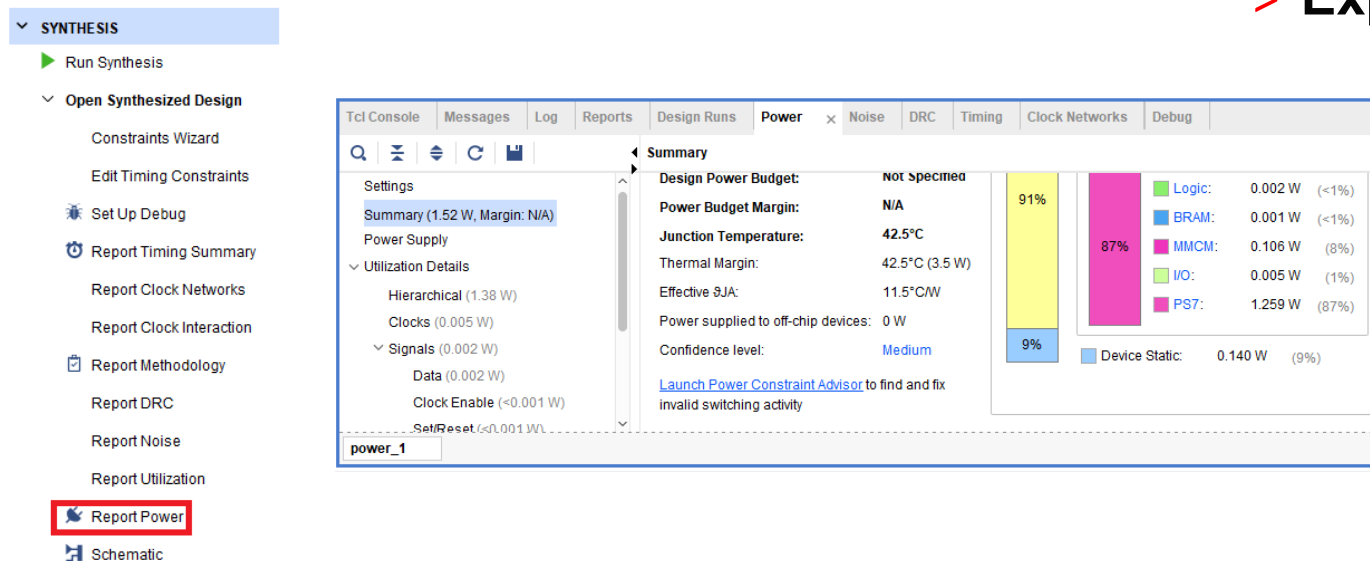 > Exp
SYNTHESIS
Run Synthesis
Open Synthesized Design
Constraints Wizard
Edit Timing Constraints
Set Up Debug
Report Timing Summary
Report Clock Networks
Report Clock Interaction
Report Methodology
Report DRC
Report Noise
Report Utilization
Report Power
Schematic
Tcl Console Messages Log Reports Design Runs Power × Noise DRC Timing Clock Networks Debug
Summary
Settings
Summary (1.52 W, Margin: N/A)
Power Supply
Utilization Details
Hierarchical (1.38 W)
Clocks (0.005 W)
Signals (0.002 W)
Data (0.002 W)
Clock Enable (<0.001 W)
Set/Reset (<0.001 W)
Design Power Budget: Not Specified
Power Budget Margin: N/A
Junction Temperature: 42.5°C
Thermal Margin: 42.5°C (3.5 W)
Effective ϑJA: 11.5°C/W
Power supplied to off-chip devices: 0 W
Confidence level: Medium
Launch Power Constraint Advisor to find and fix
invalid switching activity
91%
9%
87%
Logic: 0.002 W (<1%)
BRAM: 0.001 W (<1%)
MMCM: 0.106 W (8%)
I/O: 0.005 W (1%)
PS7: 1.259 W (87%)
Device Static: 0.140 W (9%)
power_1